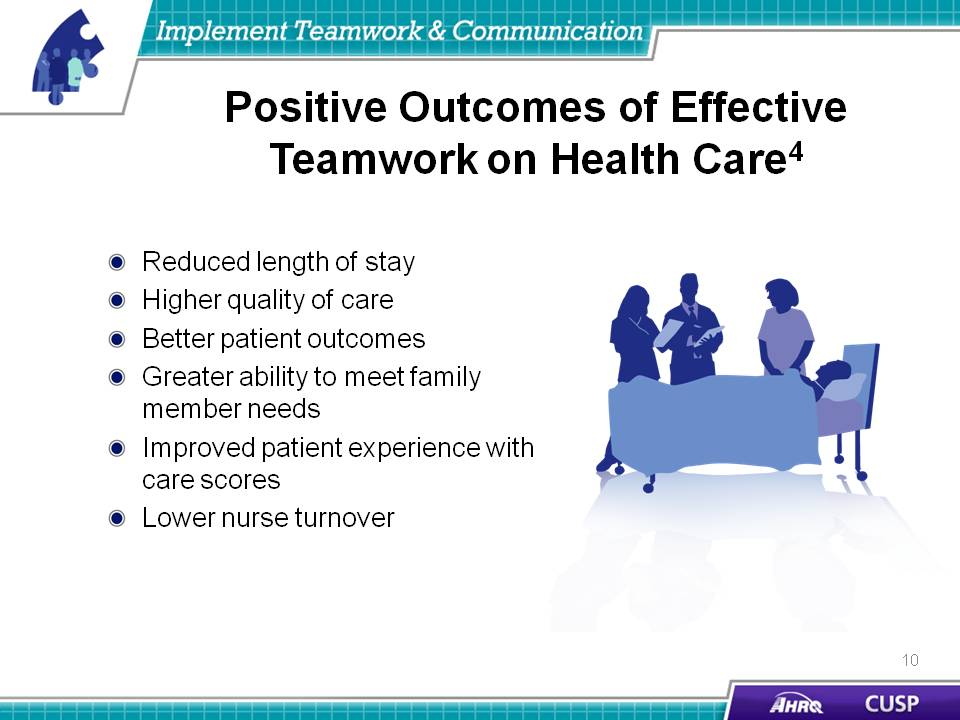 Implement Teamwork & Communication
Positive Outcomes of Effective
Teamwork on Health Care⁴
Reduced length of stay
Higher quality of care
Better patient outcomes
Greater ability to meet family
member needs
Improved patient experience with
care scores
Lower nurse turnover
10
AHRQ
CUSP